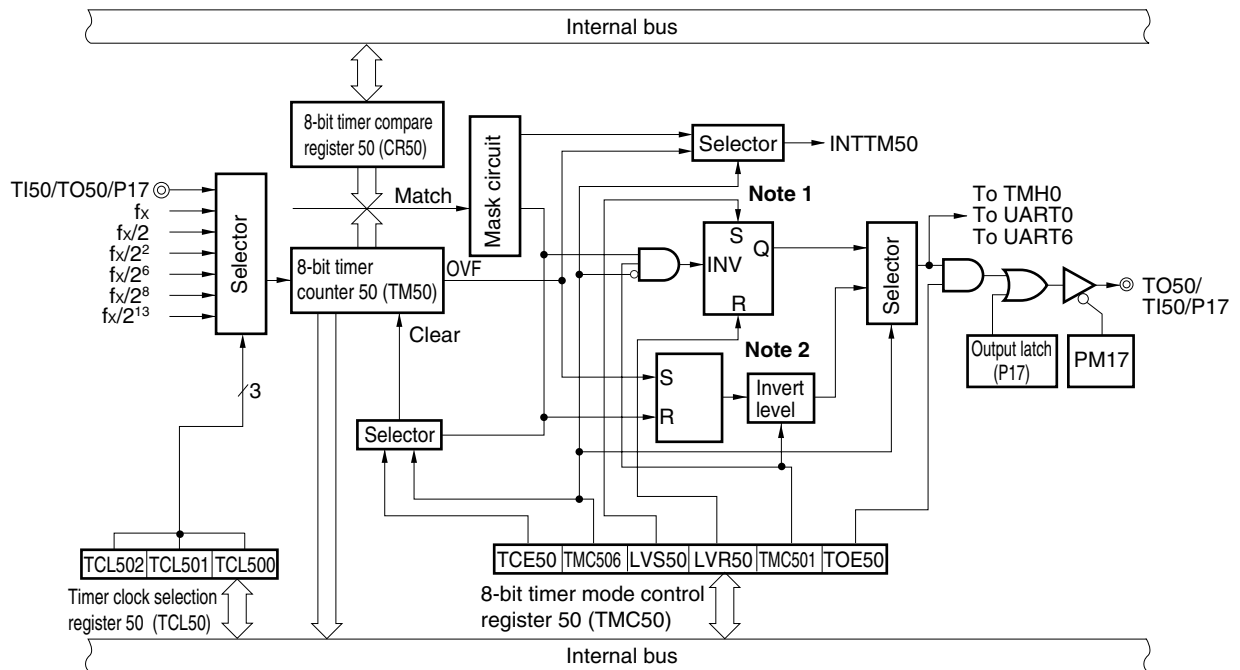 Internal bus
8-bit timer compare
register 50 (CR50)
Mask circuit
Selector
INTTM50
TI50/TO50/P17
fx
fx/2
fx/2²
fx/2⁶
fx/2⁸
fx/2¹³
Selector
Match
Note 1
S
Q
INV
R
To TMH0
To UART0
To UART6
Selector
8-bit timer
counter 50 (TM50)
OVF
Clear
TO50/
TI50/P17
Note 2
Output latch
(P17)
PM17
S
R
Invert
level
3
Selector
TCL502 TCL501 TCL500
Timer clock selection
register 50 (TCL50)
TCE50 TMC506 LVS50 LVR50 TMC501 TOE50
8-bit timer mode control
register 50 (TMC50)
Internal bus